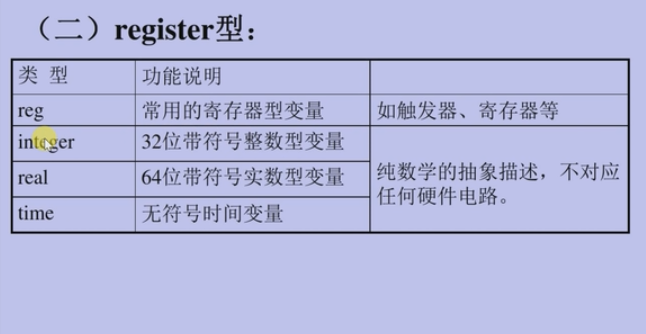 （二）register型：
类 型 功能说明
reg 常用的寄存器型变量 如触发器、寄存器等
integer 32位带符号整数型变量
real 64位带符号实数型变量
纯数学的抽象描述，不对应
任何硬件电路。
time 无符号时间变量